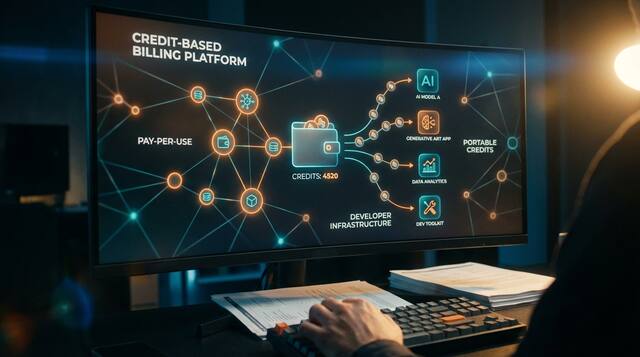 CREDIT-BASED
BILLING PLATFORM
PAY-PER-USE
CREDITS: 4520
AI
AI MODEL A
GENERATIVE ART APP
DATA ANALYTICS
DEV TOOLKIT
PORTABLE
CREDITS
DEVELOPER
INFRASTRUCTURE